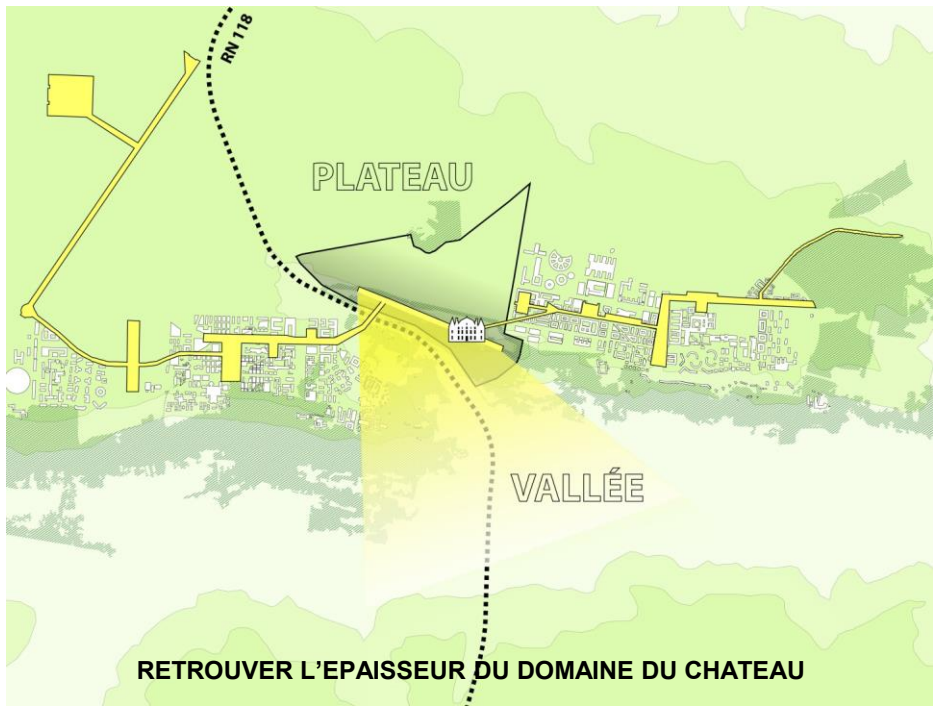 RN 118
PLATEAU
VALLÉE
RETROUVER L’EPAISSEUR DU DOMAINE DU CHATEAU